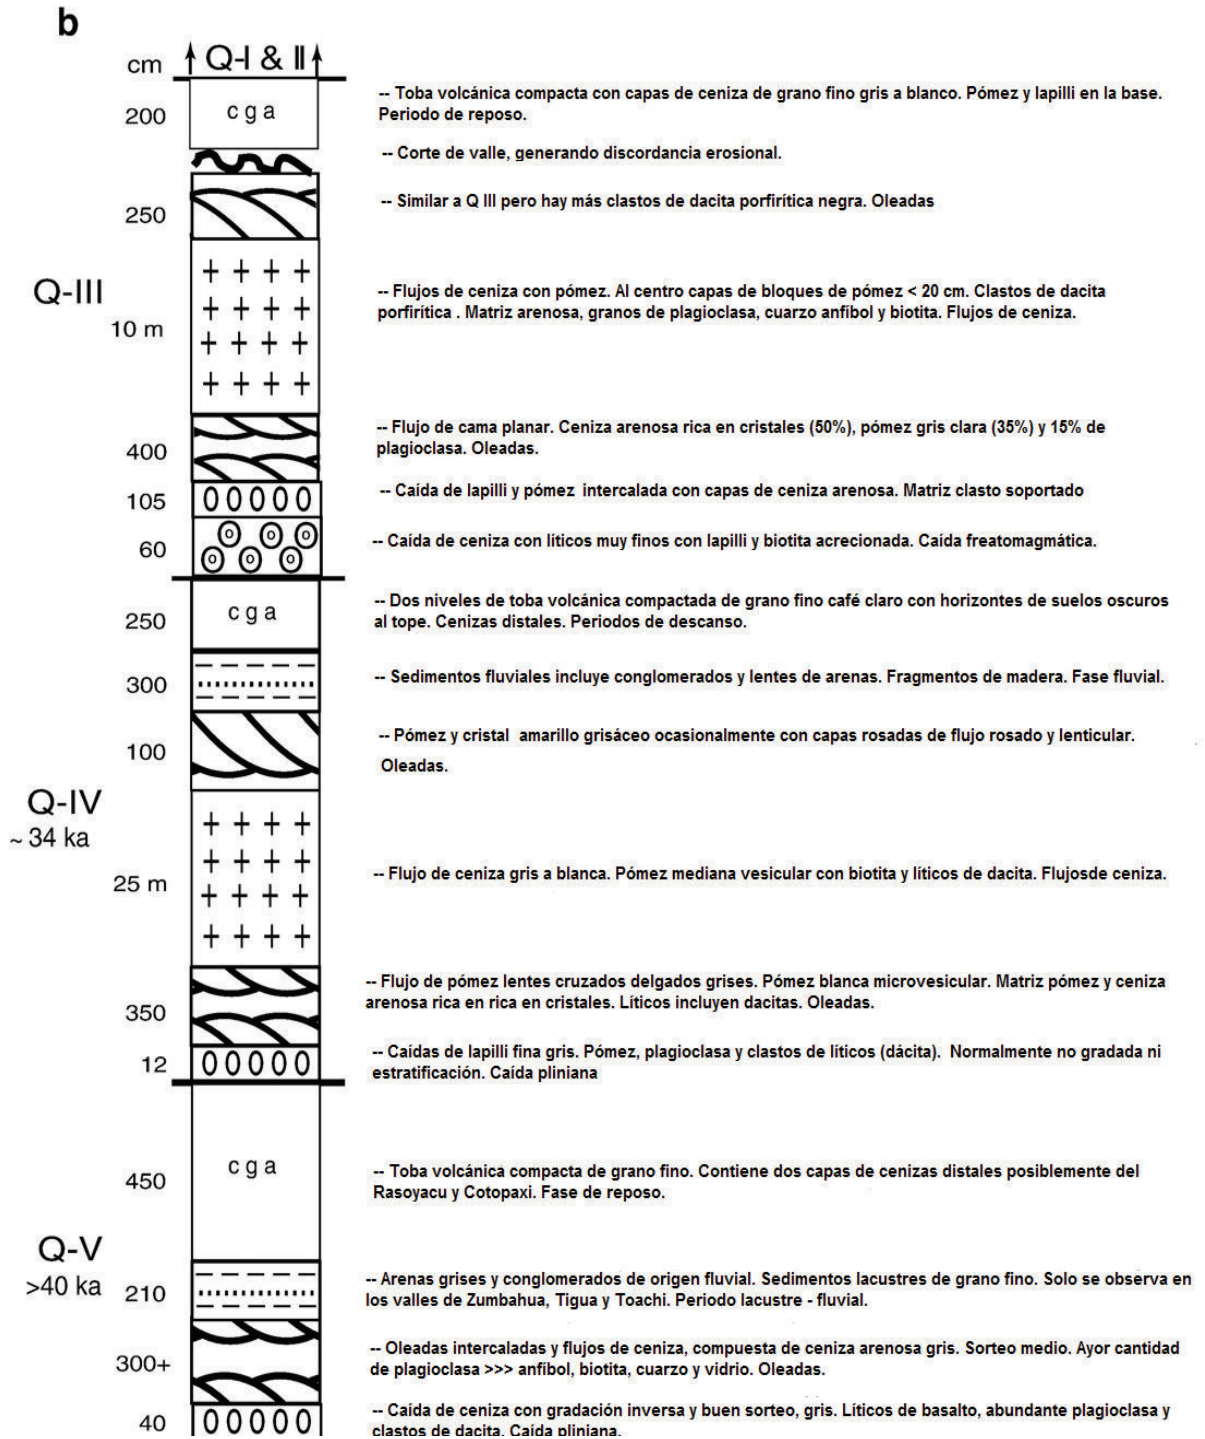 b
cm
Q-I & II
200
c g a
-- Toba volcánica compacta con capas de ceniza de grano fino gris a blanco. Pómez y lapilli en la base.
Periodo de reposo.
-- Corte de valle, generando discordancia erosional.
250
-- Similar a Q III pero hay más clastos de dacita porfirítica negra. Oleadas
Q-III
10 m
-- Flujos de ceniza con pómez. Al centro capas de bloques de pómez < 20 cm. Clastos de dacita
porfirítica . Matriz arenosa, granos de plagioclasa, cuarzo anfíbol y biotita. Flujos de ceniza.
400
-- Flujo de cama planar. Ceniza arenosa rica en cristales (50%), pómez gris clara (35%) y 15% de
plagioclasa. Oleadas.
105
-- Caída de lapilli y pómez intercalada con capas de ceniza arenosa. Matriz clasto soportado
60
-- Caída de ceniza con líticos muy finos con lapilli y biotita acrecionada. Caída freatomagmática.
250
c g a
-- Dos niveles de toba volcánica compactada de grano fino café claro con horizontes de suelos oscuros
al tope. Cenizas distales. Periodos de descanso.
300
-- Sedimentos fluviales incluye conglomerados y lentes de arenas. Fragmentos de madera. Fase fluvial.
100
-- Pómez y cristal amarillo grisáceo ocasionalmente con capas rosadas de flujo rosado y lenticular.
Oleadas.
Q-IV
~ 34 ka
25 m
-- Flujo de ceniza gris a blanca. Pómez mediana vesicular con biotita y líticos de dacita. Flujosde ceniza.
350
-- Flujo de pómez lentes cruzados delgados grises. Pómez blanca microvesicular. Matriz pómez y ceniza
arenosa rica en rica en cristales. Líticos incluyen dacitas. Oleadas.
12
-- Caídas de lapilli fina gris. Pómez, plagioclasa y clastos de líticos (dácita). Normalmente no gradada ni
estratificación. Caída pliniana
450
c g a
-- Toba volcánica compacta de grano fino. Contiene dos capas de cenizas distales posiblemente del
Rasoyacu y Cotopaxi. Fase de reposo.
Q-V
>40 ka
210
-- Arenas grises y conglomerados de origen fluvial. Sedimentos lacustres de grano fino. Solo se observa en
los valles de Zumbahua, Tigua y Toachi. Periodo lacustre - fluvial.
300+
-- Oleadas intercaladas y flujos de ceniza, compuesta de ceniza arenosa gris. Sorteo medio. Ayor cantidad
de plagioclasa >>> anfíbol, biotita, cuarzo y vidrio. Oleadas.
40
-- Caída de ceniza con gradación inversa y buen sorteo, gris. Líticos de basalto, abundante plagioclasa y
clastos de dacita. Caída pliniana.